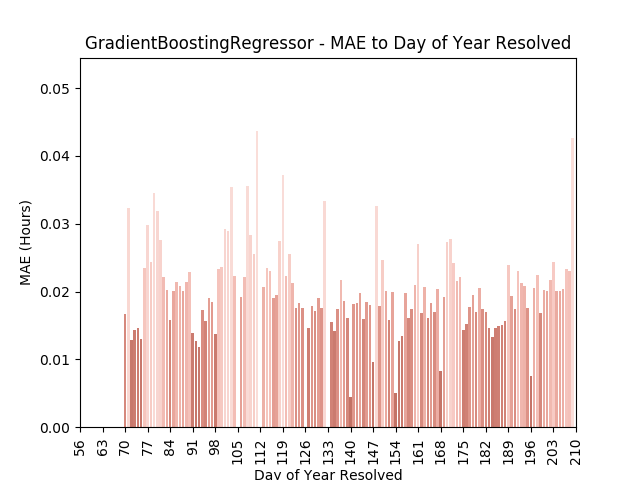 GradientBoostingRegressor - MAE to Day of Year Resolved
0.05
0.04
0.03
0.02
0.01
0.00
MAE (Hours)
56 63 70 77 84 91 98 105 112 119 126 133 140 147 154 161 168 175 182 189 196 203 210
Day of Year Resolved